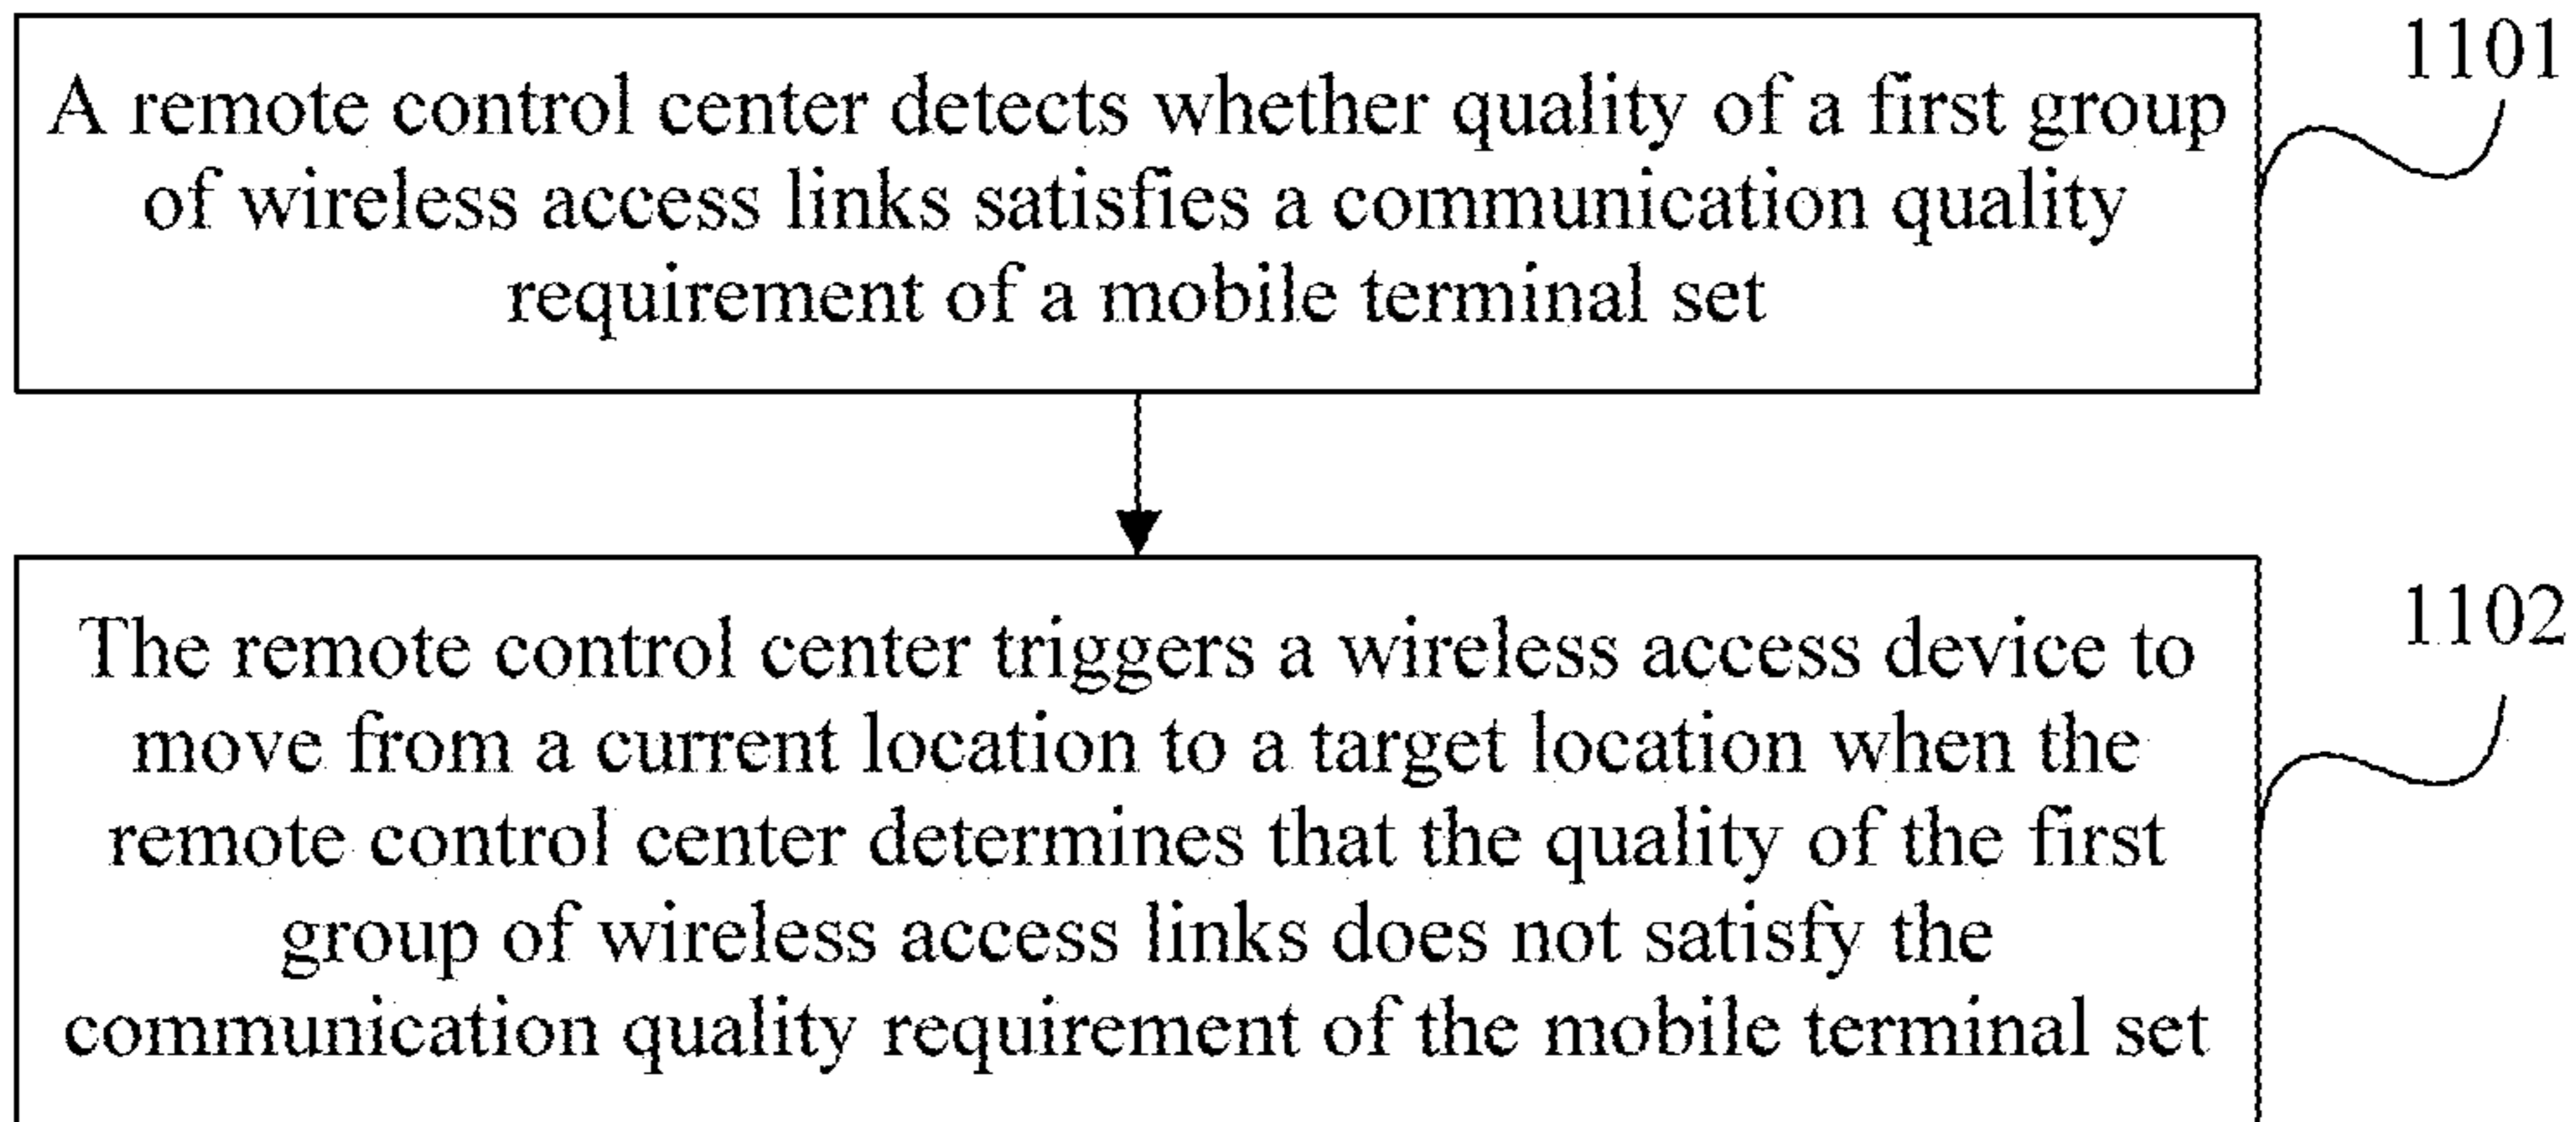 1101
A remote control center detects whether quality of a first group
of wireless access links satisfies a communication quality
requirement of a mobile terminal set
1102
The remote control center triggers a wireless access device to
move from a current location to a target location when the
remote control center determines that the quality of the first
group of wireless access links does not satisfy the
communication quality requirement of the mobile terminal set